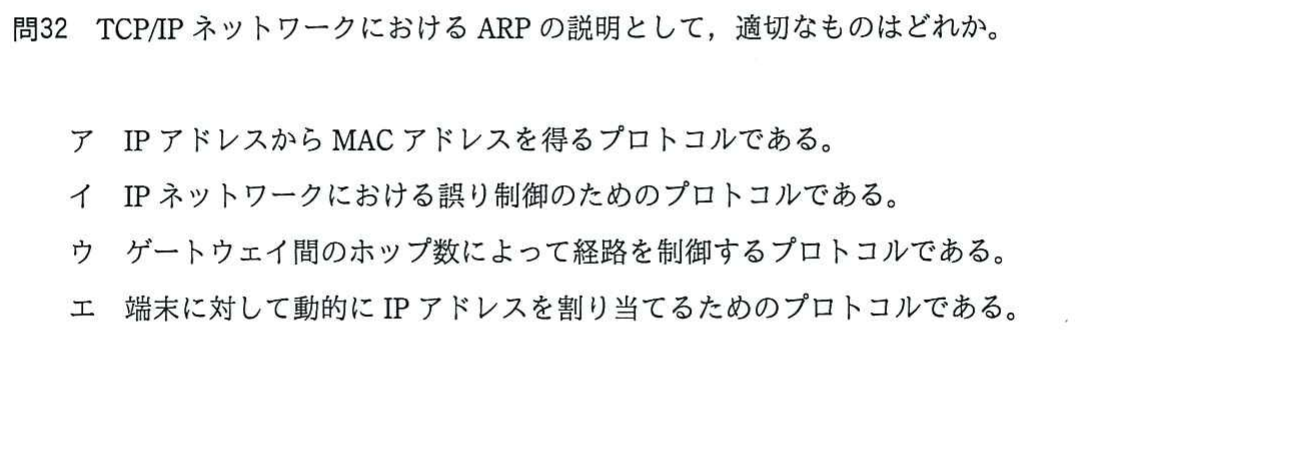 問32 TCP/IP ネットワークにおける ARP の説明として，適切なものはどれか。
ア IP アドレスから MAC アドレスを得るプロトコルである。
イ IP ネットワークにおける誤り制御のためのプロトコルである。
ウ ゲートウェイ間のホップ数によって経路を制御するプロトコルである。
エ 端末に対して動的に IP アドレスを割り当てるためのプロトコルである。